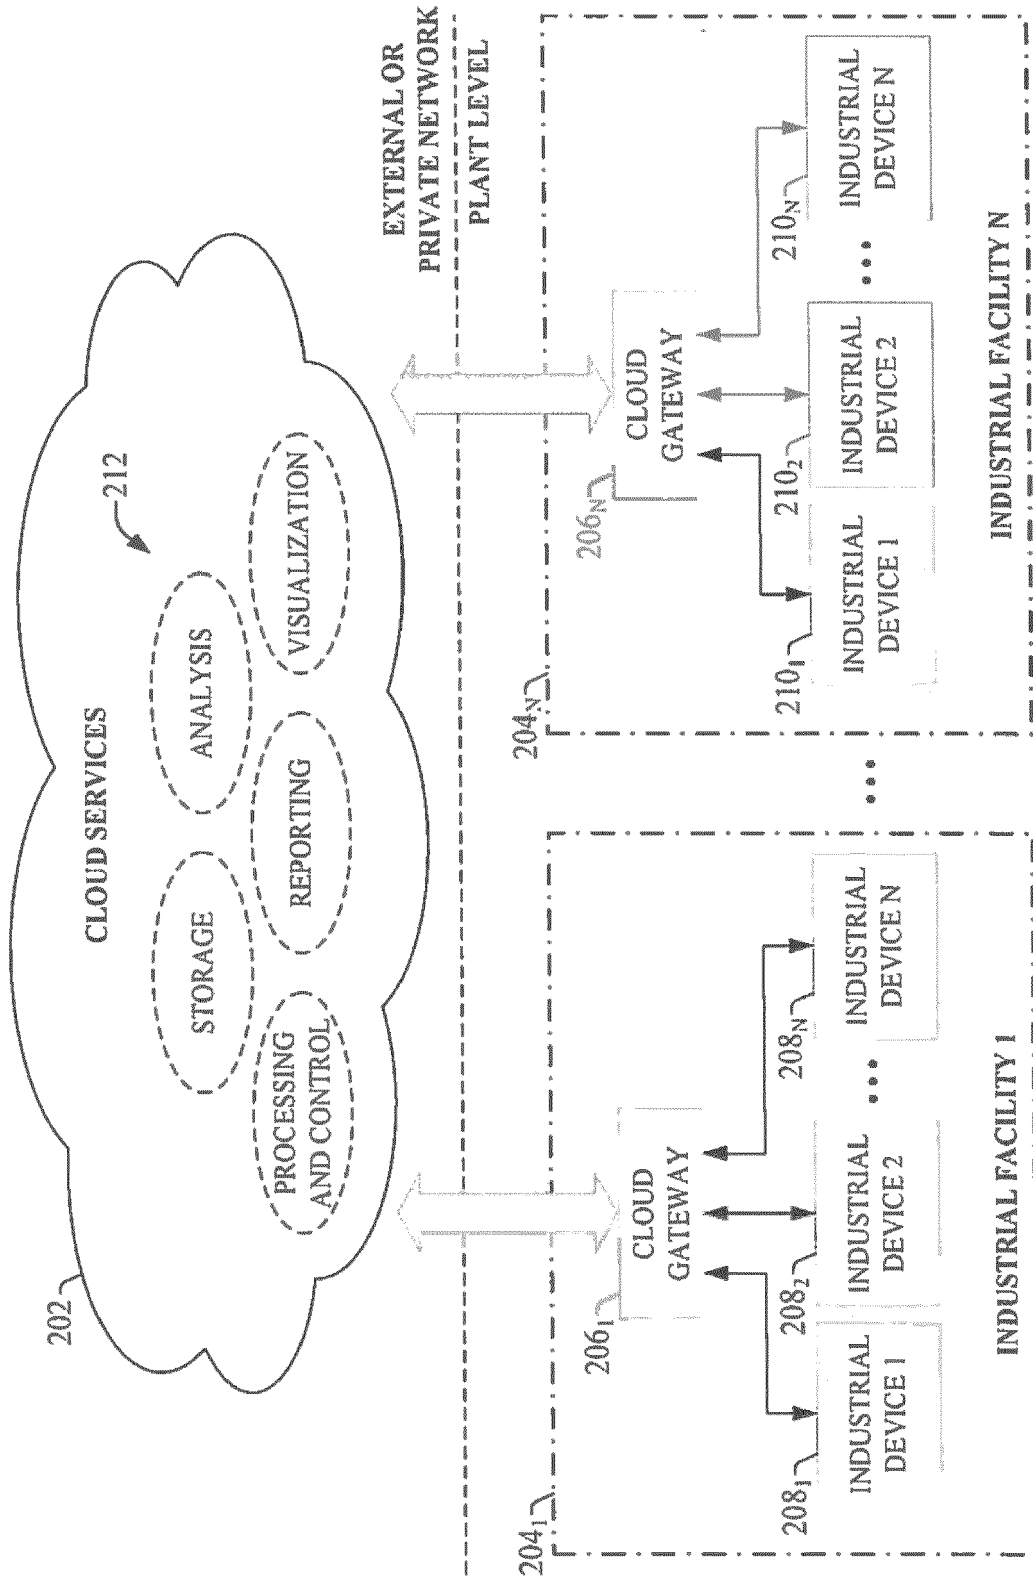 CLOUD SERVICES
202
212
STORAGE
ANALYSIS
PROCESSING
AND CONTROL
REPORTING
VISUALIZATION
EXTERNAL OR
PRIVATE NETWORK
PLANT LEVEL
204₁
206₁
CLOUD
GATEWAY
208₁
208₂
208N
INDUSTRIAL
DEVICE 1
INDUSTRIAL
DEVICE 2
•••
INDUSTRIAL
DEVICE N
INDUSTRIAL FACILITY 1
•••
204N
206N
CLOUD
GATEWAY
210₁
210₂
210N
INDUSTRIAL
DEVICE 1
INDUSTRIAL
DEVICE 2
•••
INDUSTRIAL
DEVICE N
INDUSTRIAL FACILITY N